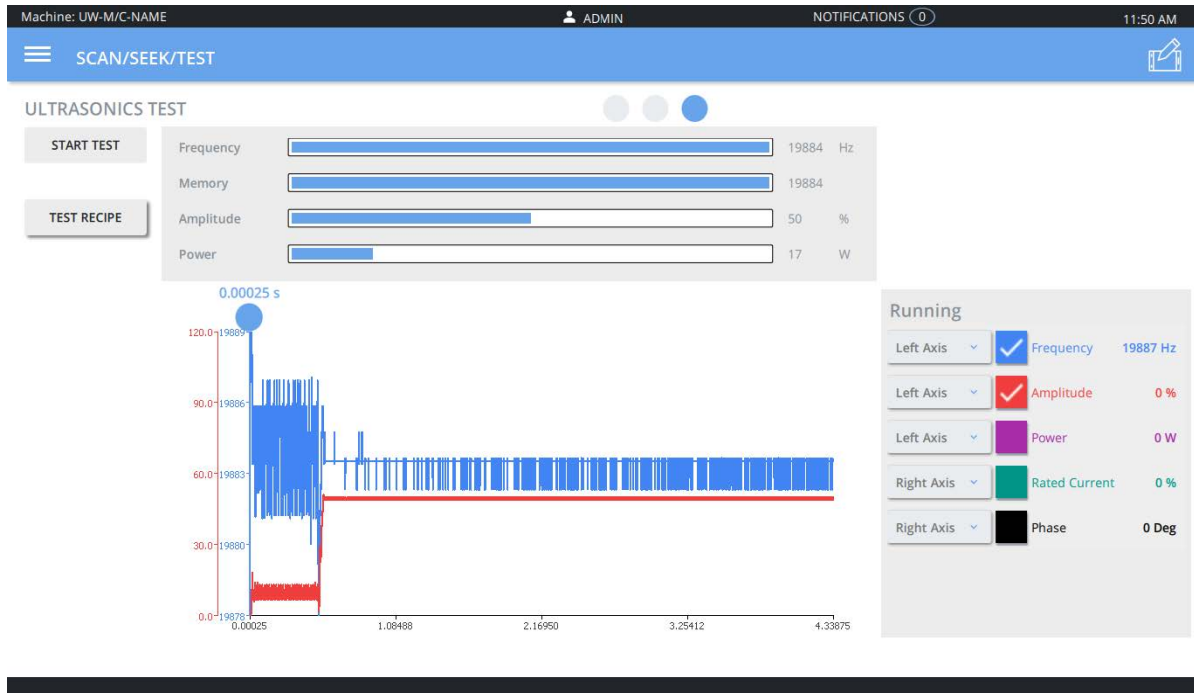 Machine: UW-M/C-NAME ADMIN NOTIFICATIONS 0 11:50 AM
SCAN/SEEK/TEST
ULTRASONICS TEST
START TEST
TEST RECIPE
Frequency 19884 Hz
Memory 19884
Amplitude 50 %
Power 17 W
0.00025 s
120.0 19889
90.0 19886
60.0 19883
30.0 19880
0.0 19878
0.00025 1.08488 2.16950 3.25412 4.33875
Running
Left Axis Frequency 19887 Hz
Left Axis Amplitude 0 %
Left Axis Power 0 W
Right Axis Rated Current 0 %
Right Axis Phase 0 Deg